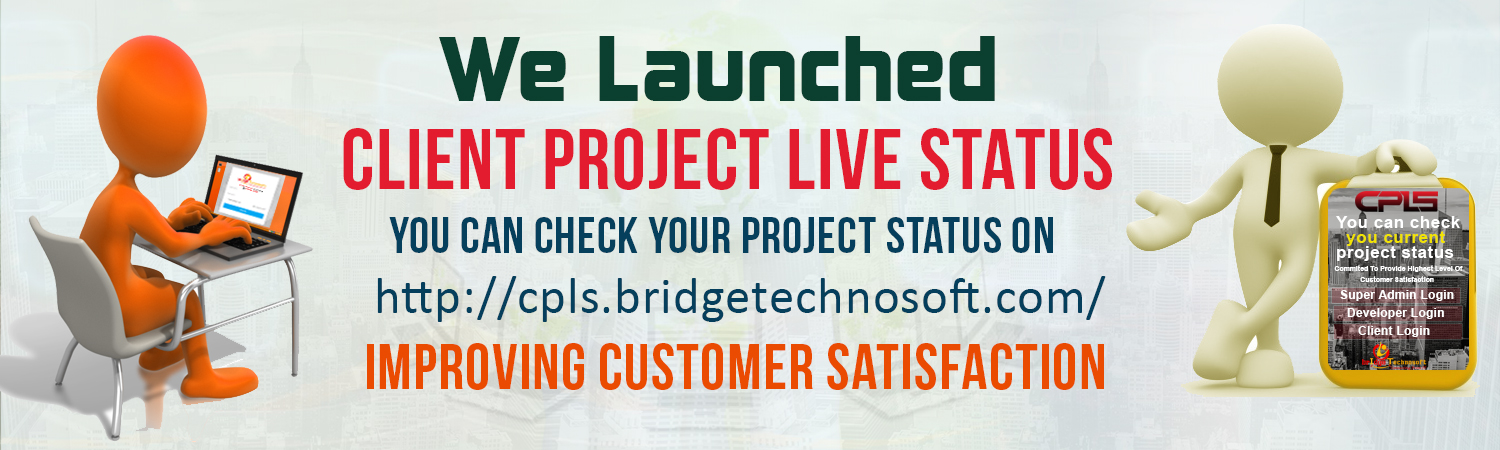 We Launched
CLIENT PROJECT LIVE STATUS
YOU CAN CHECK YOUR PROJECT STATUS ON
http://cpls.bridgetechnosoft.com/
IMPROVING CUSTOMER SATISFACTION
CPLS
You can check
you current
project status
Commited To Provide Highest Level Of
Customer Satisfaction
Super Admin Login
Developer Login
Client Login
Technosoft